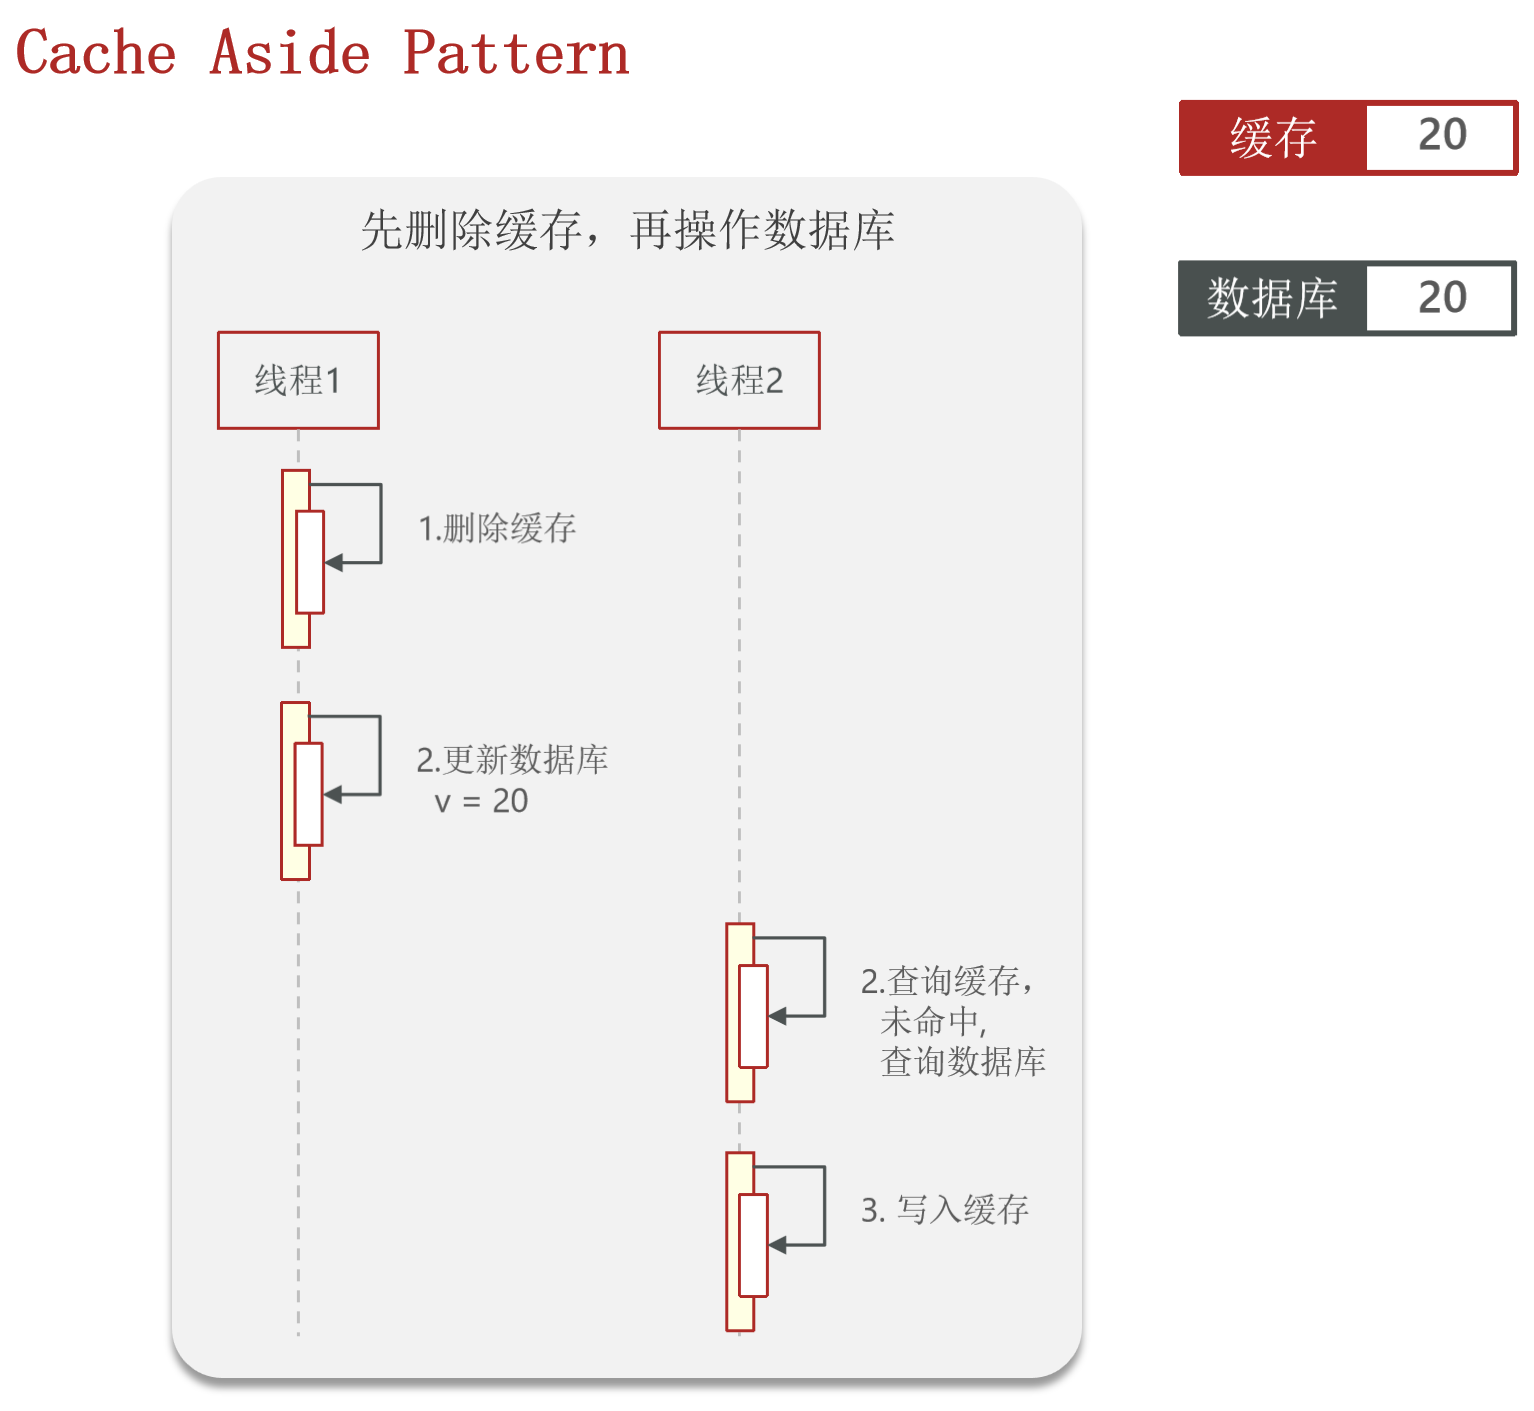 Cache Aside Pattern
缓存 20
数据库 20
先删除缓存，再操作数据库
线程1
线程2
1.删除缓存
2.更新数据库
v = 20
2.查询缓存，
未命中,
查询数据库
3. 写入缓存